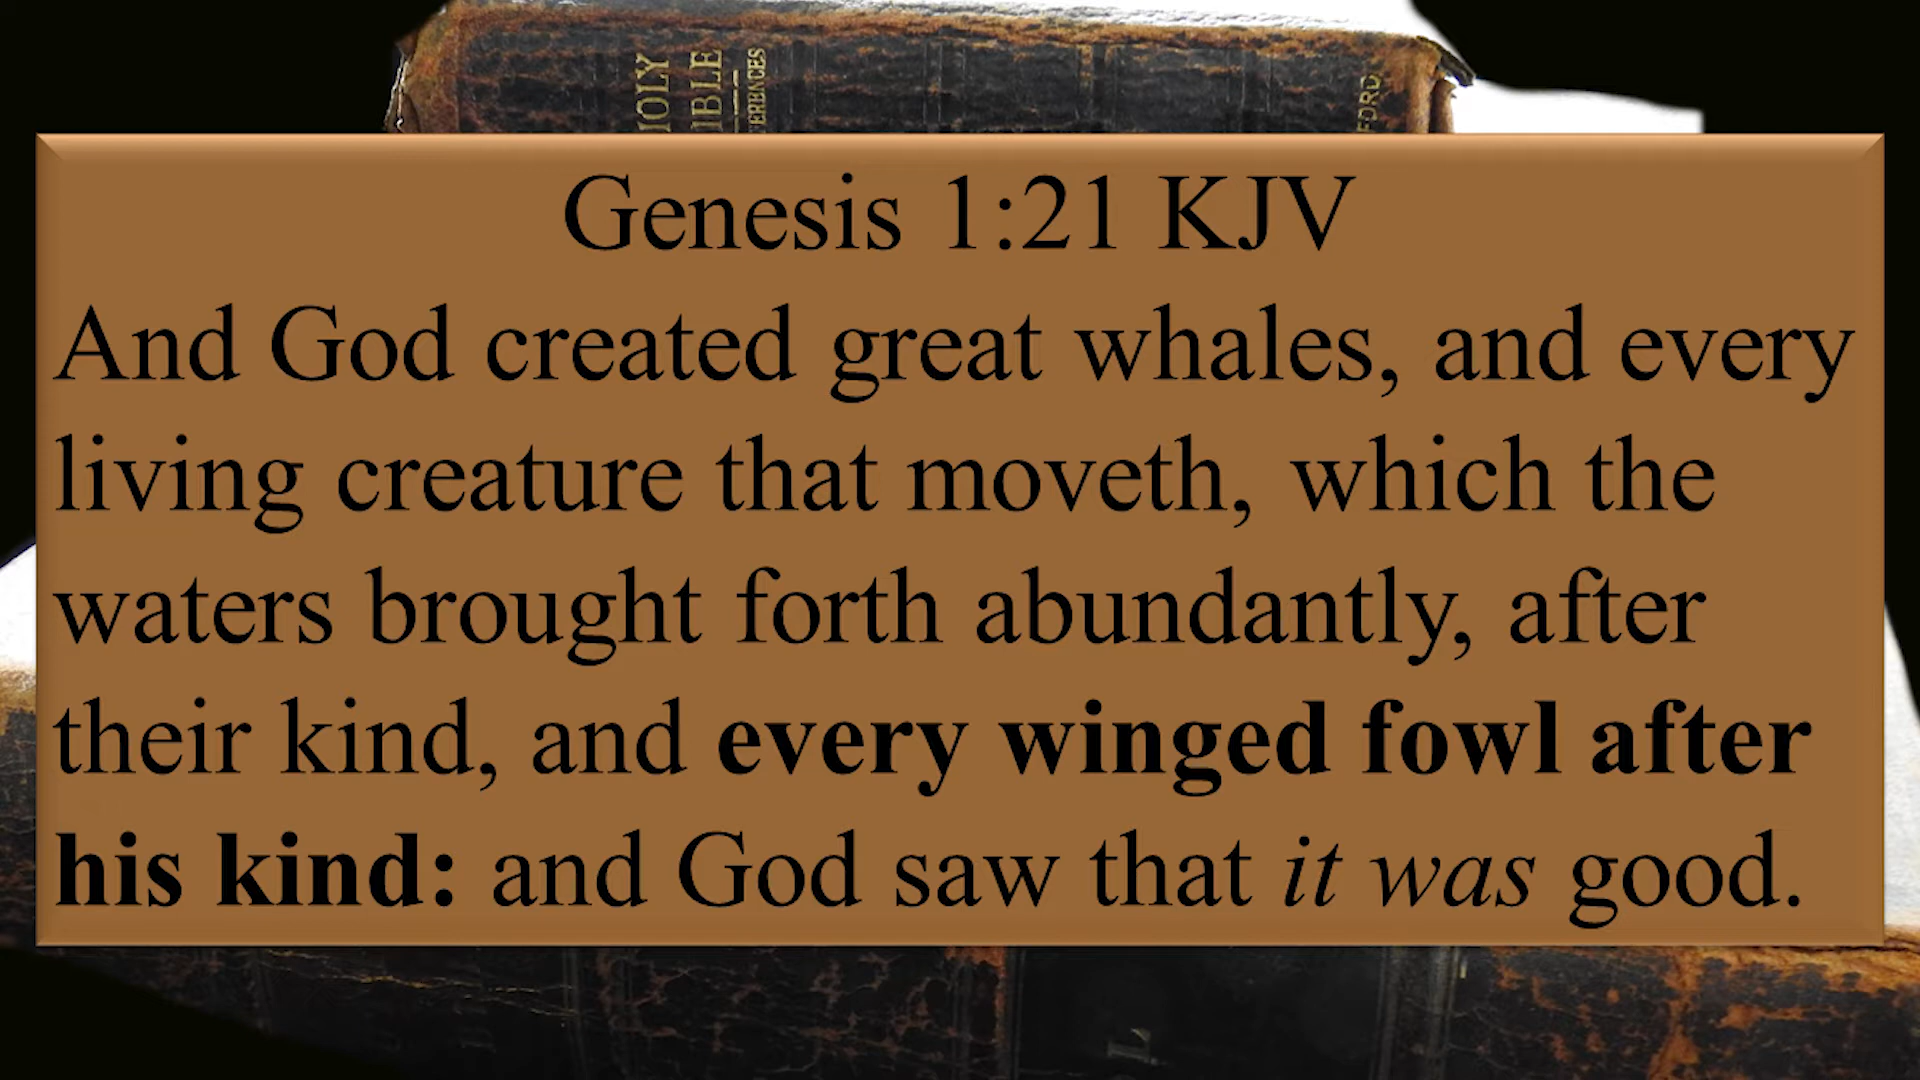 HOLY
BIBLE
Genesis 1:21 KJV
And God created great whales, and every
living creature that moveth, which the
waters brought forth abundantly, after
their kind, and every winged fowl after
his kind: and God saw that it was good.